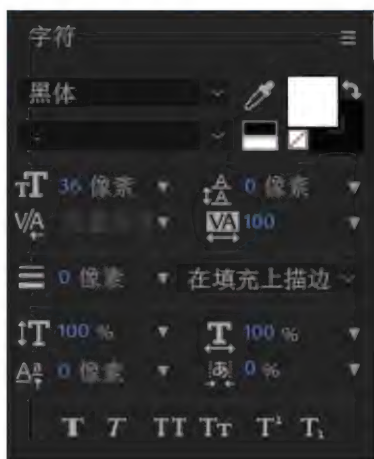 字符
黑体
-
36 像素 0 像素
100
0 像素 在填充上描边
100 % 100 %
0 像素 0 %
T T TT Tт T¹ T₁